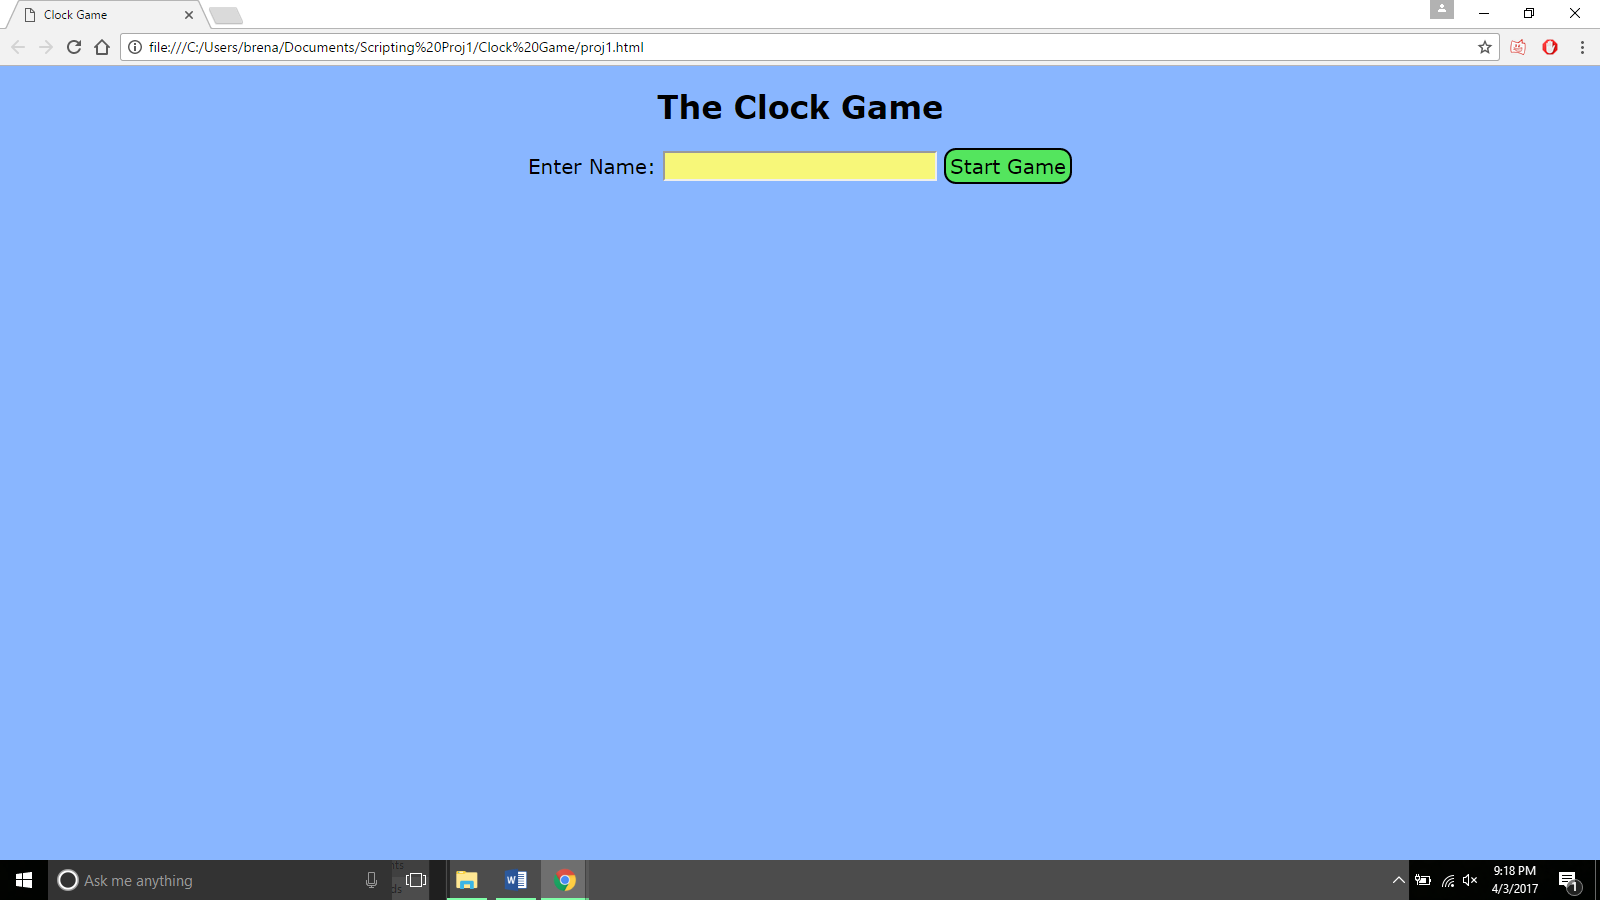 Clock Game
file:///C:/Users/brena/Documents/Scripting%20Proj1/Clock%20Game/proj1.html
The Clock Game
Enter Name: Start Game
Ask me anything
9:18 PM
4/3/2017
1